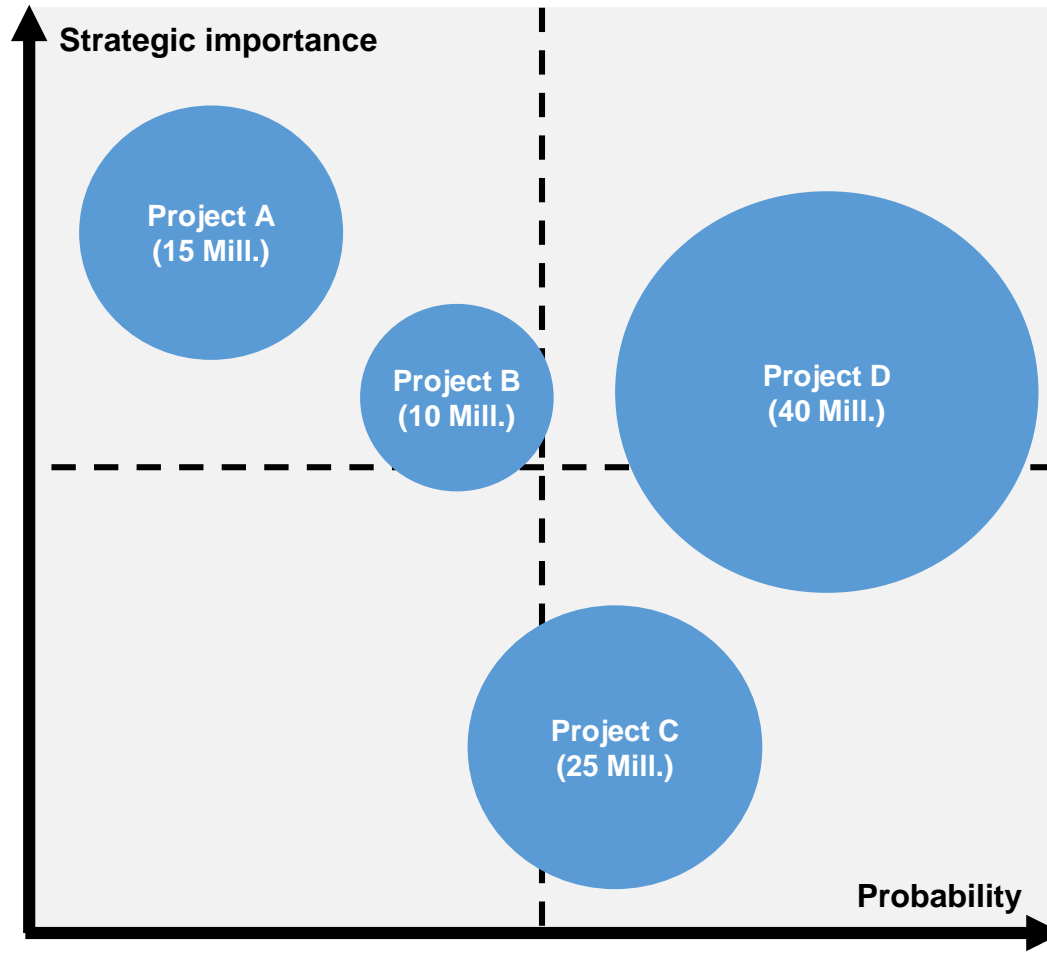 Strategic importance
Project A
(15 Mill.)
Project B
(10 Mill.)
Project D
(40 Mill.)
Project C
(25 Mill.)
Probability